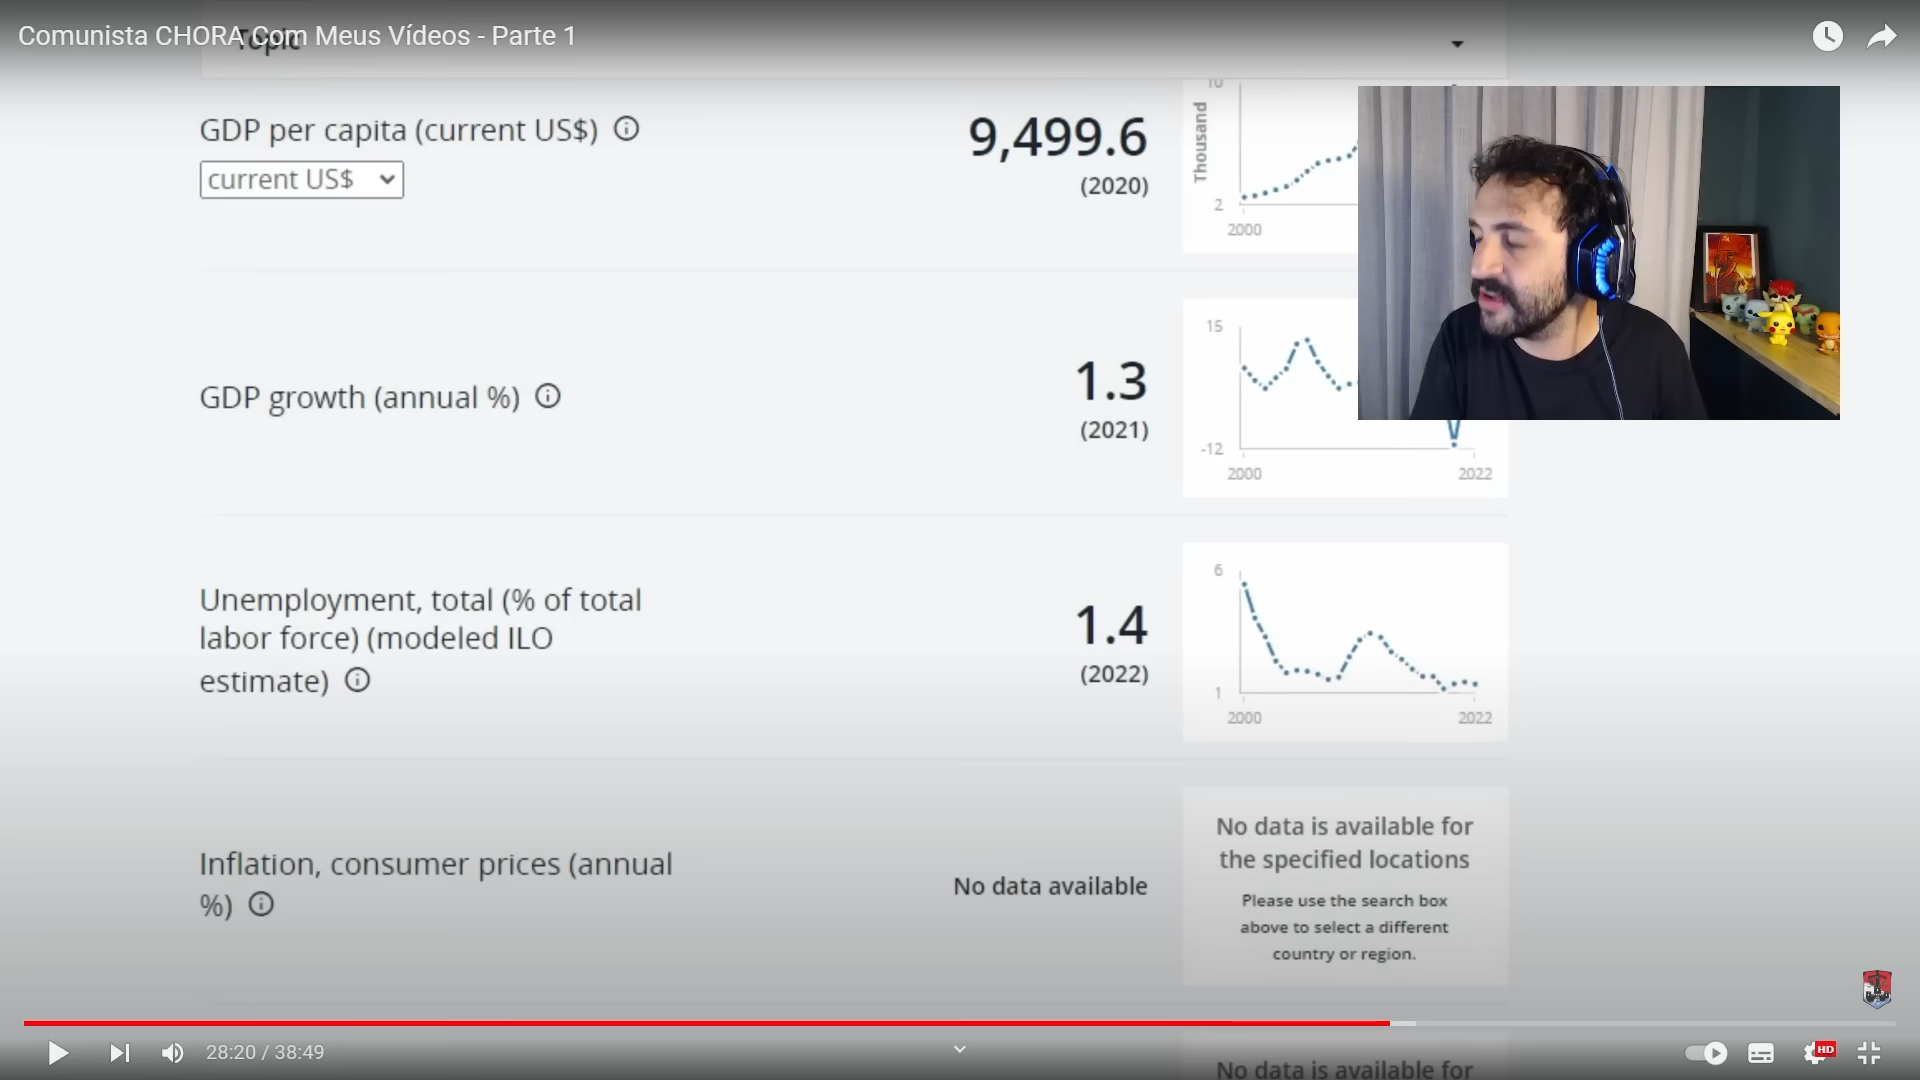 Comunista CHORA Com Meus Vídeos - Parte 1
Topic
GDP per capita (current US$)
current US$
9,499.6
(2020)
10
Thousand
2
2000
GDP growth (annual %)
1.3
(2021)
15
-12
2000
2022
Unemployment, total (% of total
labor force) (modeled ILO
estimate)
1.4
(2022)
6
1
2000
2022
Inflation, consumer prices (annual
%)
No data available
No data is available for
the specified locations
Please use the search box
above to select a different
country or region.
28:20 / 38:49
HD
No data is available for